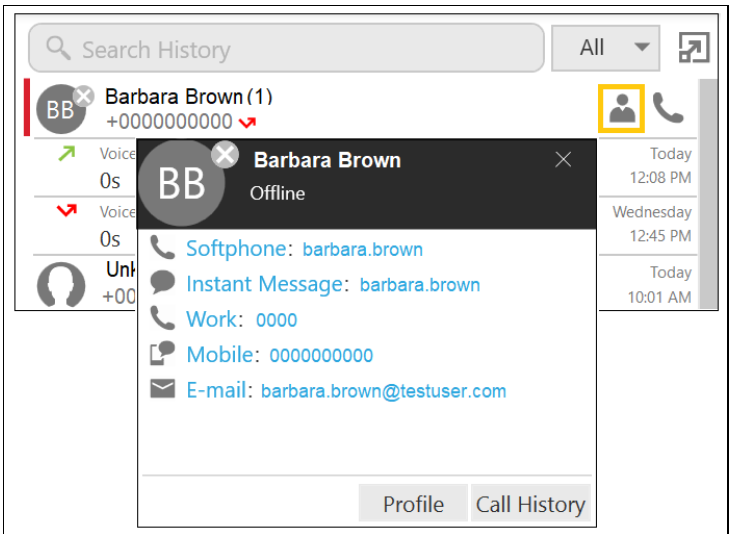 Search History
All
BB
Barbara Brown (1)
+0000000000
Voice
Today
0s
12:08 PM
BB
Barbara Brown
Offline
Voice
Wednesday
0s
12:45 PM
Softphone: barbara.brown
Unk
Today
+00
10:01 AM
Instant Message: barbara.brown
Work: 0000
Mobile: 0000000000
E-mail: barbara.brown@testuser.com
Profile
Call History